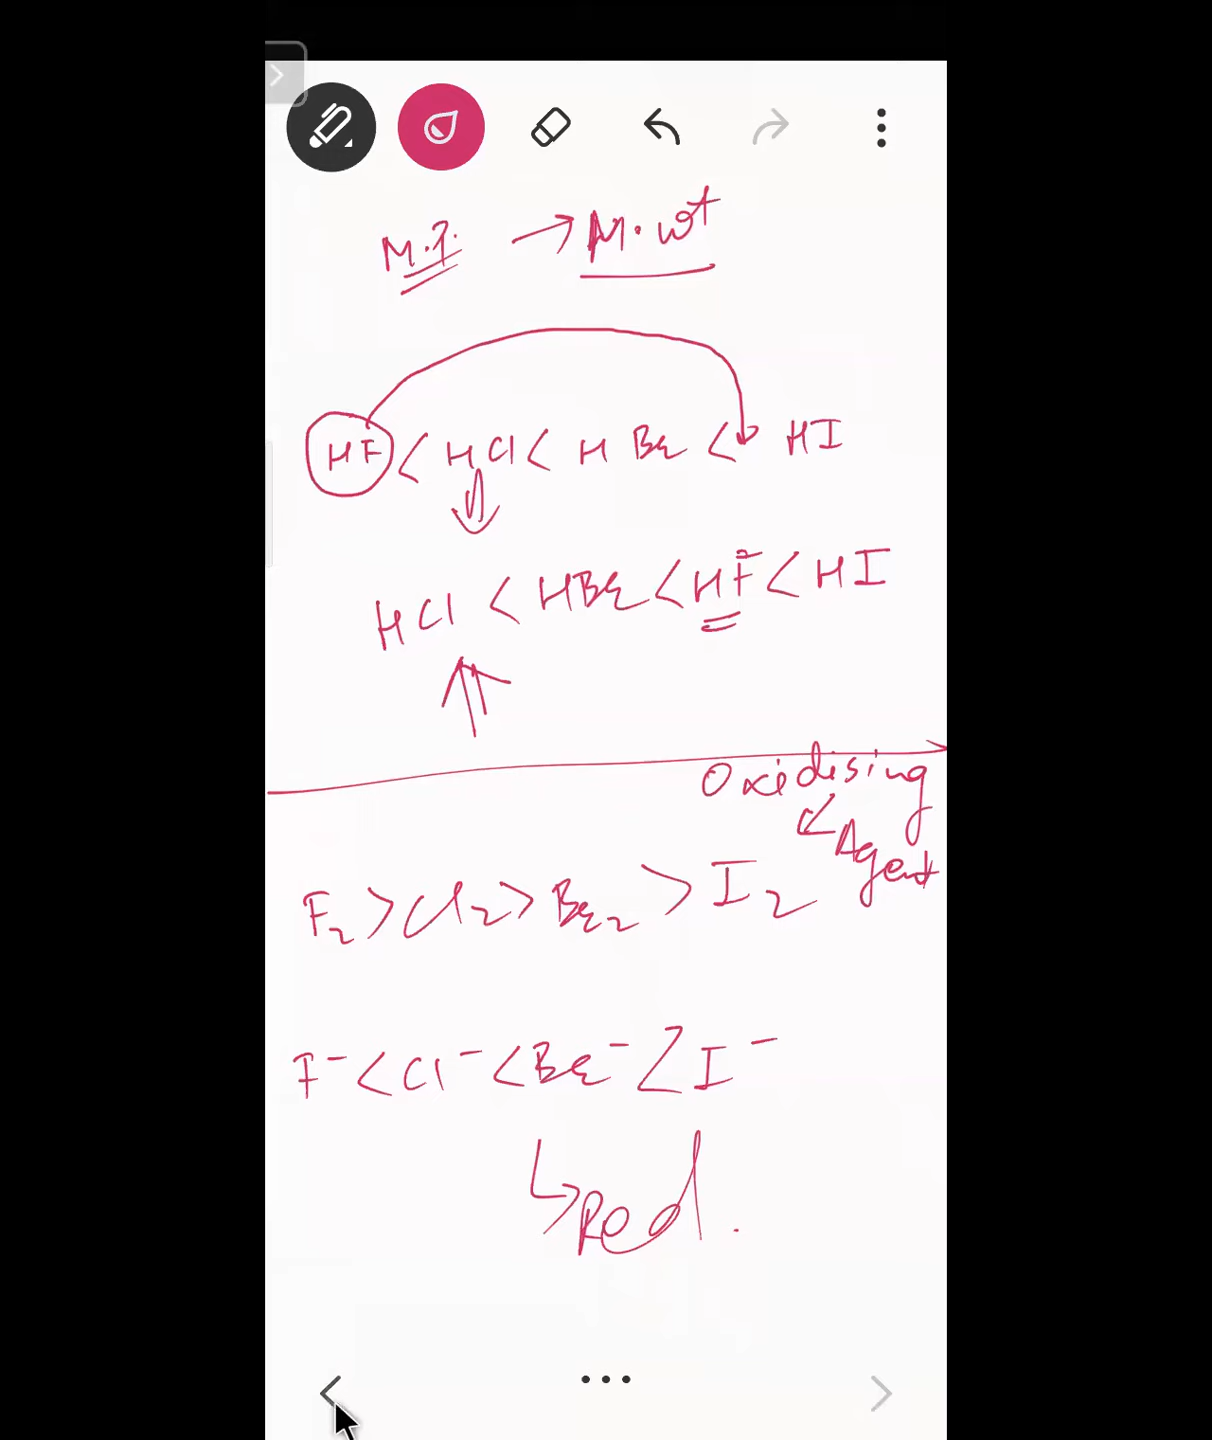 M.P. → M.wt
HF < HCl < HBr < HI
HCl < HBr < HF < HI
Oxidising
Agent
F₂ > Cl₂ > Br₂ > I₂
F⁻ < Cl⁻ < Br⁻ < I⁻
Red.